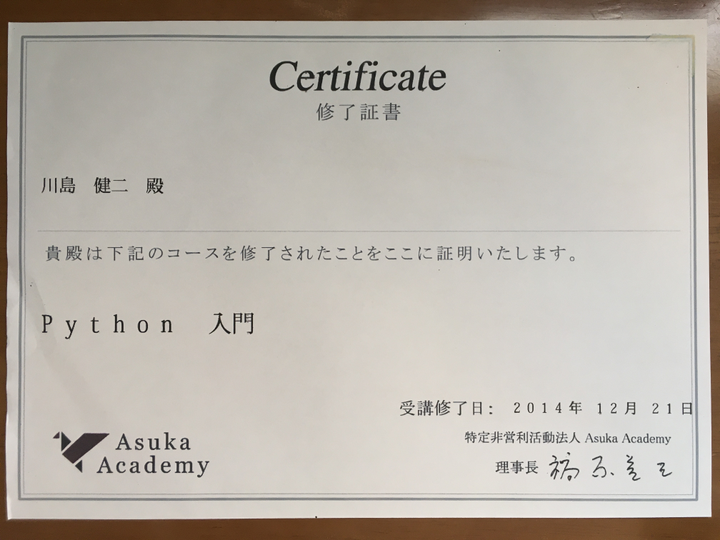 Certificate
修了証書
川島 健二 殿
貴殿は下記のコースを修了されたことをここに証明いたします。
Python 入門
受講修了日: 2014年 12月 21日
特定非営利活動法人 Asuka Academy
理事長
Asuka
Academy